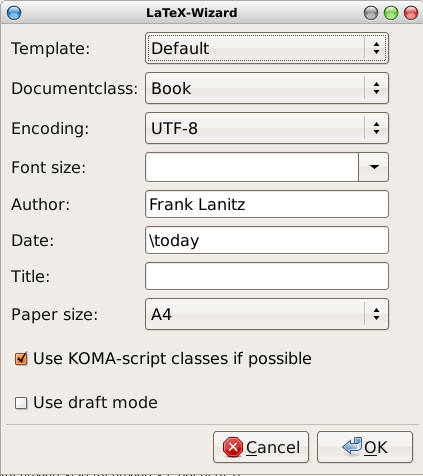 LaTeX-Wizard
Template: Default
Documentclass: Book
Encoding: UTF-8
Font size:
Author: Frank Lanitz
Date: \today
Title:
Paper size: A4
Use KOMA-script classes if possible
Use draft mode
Cancel OK